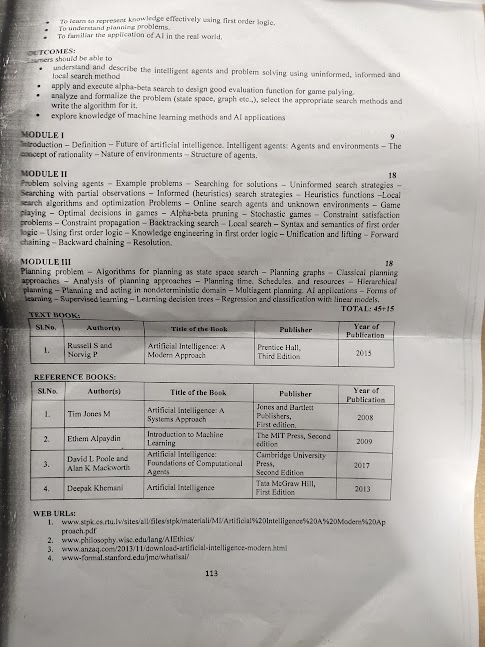 • To learn to represent knowledge effectively using first order logic.
• To understand planning problems.
• To familiar the application of AI in the real world.
OUTCOMES:
Learners should be able to
• understand and describe the intelligent agents and problem solving using uninformed, informed and
local search method
• apply and execute alpha-beta search to design good evaluation function for game palying.
• analyze and formalize the problem (state space, graph etc.,), select the appropriate search methods and
write the algorithm for it.
• explore knowledge of machine learning methods and AI applications
MODULE I 9
Introduction – Definition – Future of artificial intelligence. Intelligent agents: Agents and environments – The
concept of rationality – Nature of environments – Structure of agents.
MODULE II 18
Problem solving agents – Example problems – Searching for solutions – Uninformed search strategies –
Searching with partial observations – Informed (heuristics) search strategies – Heuristics functions –Local
search algorithms and optimization Problems – Online search agents and unknown environments – Game
playing – Optimal decisions in games – Alpha-beta pruning – Stochastic games – Constraint satisfaction
problems – Constraint propagation – Backtracking search – Local search – Syntax and semantics of first order
logic – Using first order logic – Knowledge engineering in first order logic – Unification and lifting – Forward
chaining – Backward chaining – Resolution.
MODULE III 18
Planning problem – Algorithms for planning as state space search – Planning graphs – Classical planning
approaches – Analysis of planning approaches – Planning time, Schedules, and resources – Hierarchical
planning – Planning and acting in nondeterministic domain – Multiagent planning. AI applications – Forms of
learning – Supervised learning – Learning decision trees – Regression and classification with linear models.
TOTAL: 45+15
TEXT BOOK:
Sl.No. Author(s) Title of the Book Publisher Year of Publication
1. Russell S and Norvig P Artificial Intelligence: A Modern Approach Prentice Hall, Third Edition 2015
REFERENCE BOOKS:
Sl.No. Author(s) Title of the Book Publisher Year of Publication
1. Tim Jones M Artificial Intelligence: A Systems Approach Jones and Bartlett Publishers, First edition. 2008
2. Ethem Alpaydin Introduction to Machine Learning The MIT Press, Second edition 2009
3. David L Poole and Alan K Mackworth Artificial Intelligence: Foundations of Computational Agents Cambridge University Press, Second Edition 2017
4. Deepak Khemani Artificial Intelligence Tata McGraw Hill, First Edition 2013
WEB URLs:
1. www.stpk.cs.rtu.lv/sites/all/files/stpk/materiali/MI/Artificial%20Intelligence%20A%20Modern%20Ap
proach.pdf
2. www.philosophy.wisc.edu/lang/AIEthics/
3. www.anzaq.com/2013/11/download-artificial-intelligence-modern.html
4. www-formal.stanford.edu/jmc/whatisai/
113